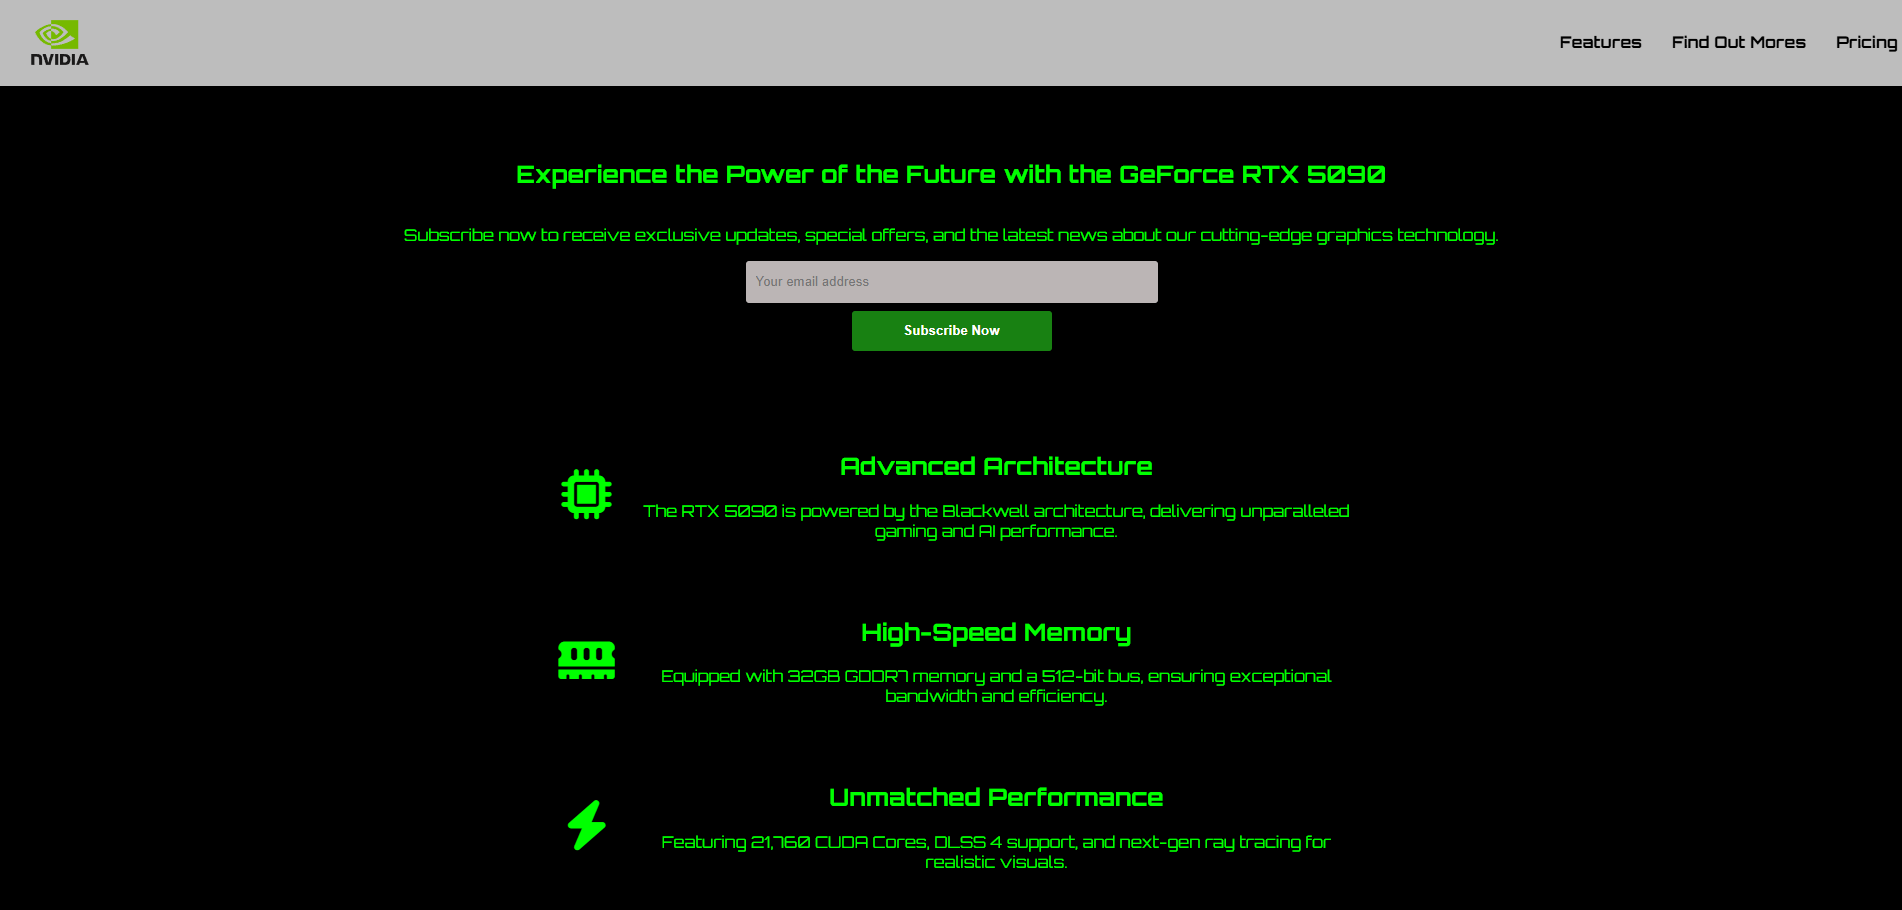 NVIDIA
Features
Find Out Mores
Pricing
Experience the Power of the Future with the GeForce RTX 5090
Subscribe now to receive exclusive updates, special offers, and the latest news about our cutting-edge graphics technology.
Your email address
Subscribe Now
Advanced Architecture
The RTX 5090 is powered by the Blackwell architecture, delivering unparalleled
gaming and AI performance.
High-Speed Memory
Equipped with 32GB GDDR7 memory and a 512-bit bus, ensuring exceptional
bandwidth and efficiency.
Unmatched Performance
Featuring 21,760 CUDA Cores, DLSS 4 support, and next-gen ray tracing for
realistic visuals.